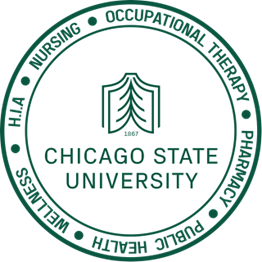 H.I.A • NURSING • OCCUPATIONAL THERAPY • PHARMACY • PUBLIC HEALTH • WELLNESS •
1867
CHICAGO STATE
UNIVERSITY